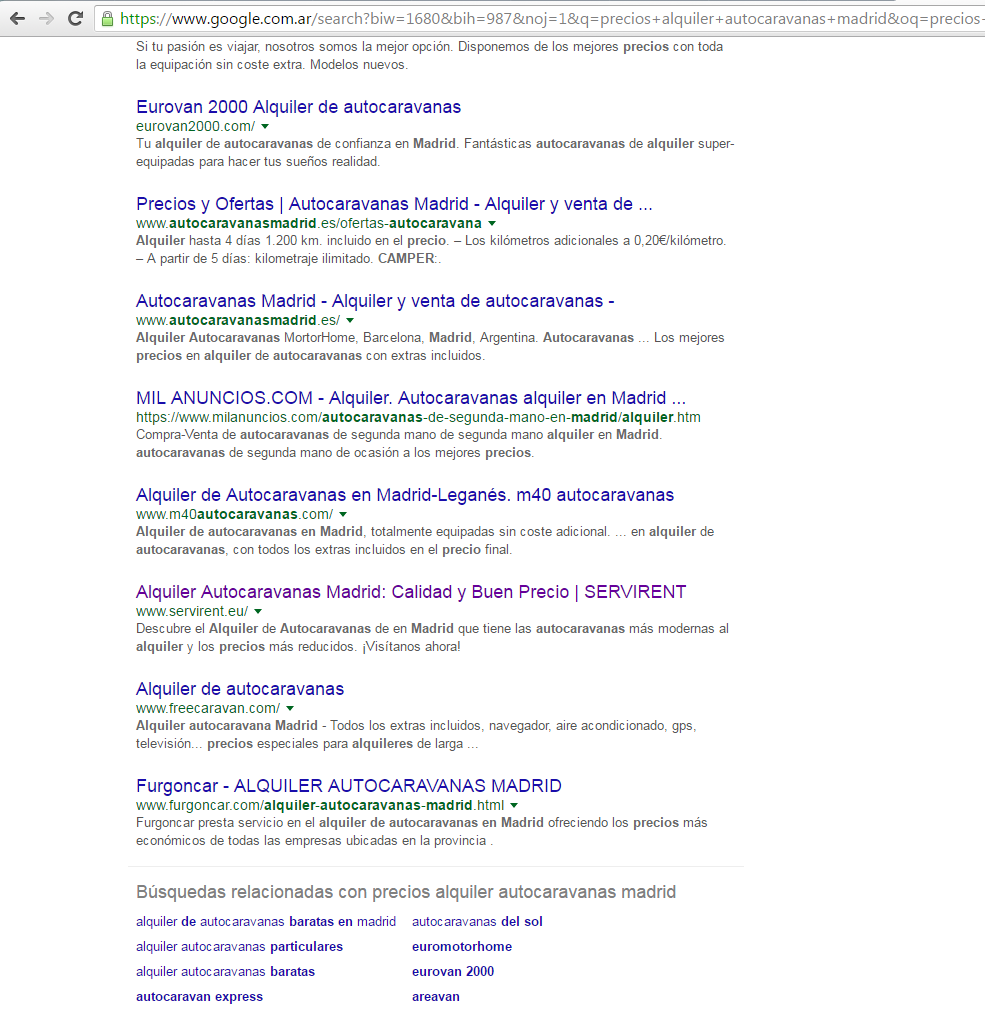 https://www.google.com.ar/search?biw=1680&bih=987&noj=1&q=precios+alquiler+autocaravanas+madrid&oq=precios-
Si tu pasión es viajar, nosotros somos la mejor opción. Disponemos de los mejores precios con toda
la equipación sin coste extra. Modelos nuevos.
Eurovan 2000 Alquiler de autocaravanas
eurovan2000.com/
Tu alquiler de autocaravanas de confianza en Madrid. Fantásticas autocaravanas de alquiler super-
equipadas para hacer tus sueños realidad.
Precios y Ofertas | Autocaravanas Madrid - Alquiler y venta de ...
www.autocaravanasmadrid.es/ofertas-autocaravana
Alquiler hasta 4 días 1.200 km. incluido en el precio. – Los kilómetros adicionales a 0,20€/kilómetro.
– A partir de 5 días: kilometraje ilimitado. CAMPER:.
Autocaravanas Madrid - Alquiler y venta de autocaravanas -
www.autocaravanasmadrid.es/
Alquiler Autocaravanas MortorHome, Barcelona, Madrid, Argentina. Autocaravanas ... Los mejores
precios en alquiler de autocaravanas con extras incluidos.
MIL ANUNCIOS.COM - Alquiler. Autocaravanas alquiler en Madrid ...
https://www.milanuncios.com/autocaravanas-de-segunda-mano-en-madrid/alquiler.htm
Compra-Venta de autocaravanas de segunda mano de segunda mano alquiler en Madrid.
autocaravanas de segunda mano de ocasión a los mejores precios.
Alquiler de Autocaravanas en Madrid-Leganés. m40 autocaravanas
www.m40autocaravanas.com/
Alquiler de autocaravanas en Madrid, totalmente equipadas sin coste adicional. ... en alquiler de
autocaravanas, con todos los extras incluidos en el precio final.
Alquiler Autocaravanas Madrid: Calidad y Buen Precio | SERVIRENT
www.servirent.eu/
Descubre el Alquiler de Autocaravanas de en Madrid que tiene las autocaravanas más modernas al
alquiler y los precios más reducidos. ¡Visítanos ahora!
Alquiler de autocaravanas
www.freecaravan.com/
Alquiler autocaravana Madrid - Todos los extras incluidos, navegador, aire acondicionado, gps,
televisión... precios especiales para alquileres de larga ...
Furgoncar - ALQUILER AUTOCARAVANAS MADRID
www.furgoncar.com/alquiler-autocaravanas-madrid.html
Furgoncar presta servicio en el alquiler de autocaravanas en Madrid ofreciendo los precios más
económicos de todas las empresas ubicadas en la provincia .
Búsquedas relacionadas con precios alquiler autocaravanas madrid
alquiler de autocaravanas baratas en madrid
autocaravanas del sol
alquiler autocaravanas particulares
euromotorhome
alquiler autocaravanas baratas
eurovan 2000
autocaravan express
areavan